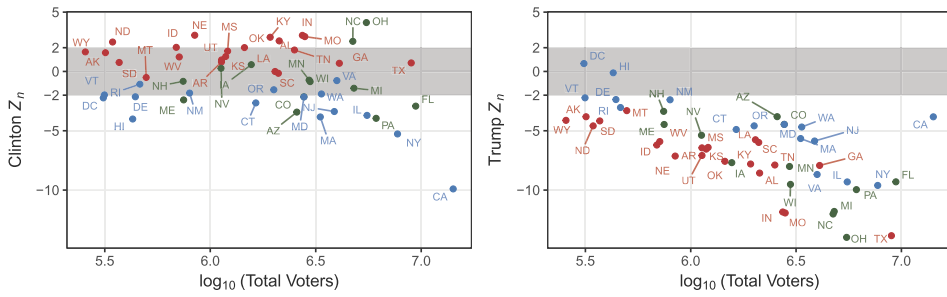 5
2
0
−2
−5
−10
Clinton Zn
5.5
6.0
6.5
7.0
log10 (Total Voters)
WY
ND
AK
SD
MT
ID
NE
WV
UT
MS
AR
KS
IA
LA
OK
KY
IN
MO
AL
TN
SC
NC
OH
GA
TX
VT
RI
DC
DE
HI
NH
ME
NM
NV
OR
CT
MN
WI
VA
WA
CO
AZ
MD
NJ
MA
MI
IL
PA
FL
NY
CA
5
2
0
−2
−5
−10
Trump Zn
5.5
6.0
6.5
7.0
log10 (Total Voters)
DC
HI
VT
DE
RI
AK
WY
ND
SD
MT
NH
NM
ME
ID
WV
NE
NV
MS
AR
KS
UT
OK
CT
OR
AZ
CO
WA
LA
SC
MD
MA
NJ
KY
IA
AL
TN
MN
GA
VA
WI
IL
NY
PA
FL
IN
MO
MI
NC
OH
TX
CA